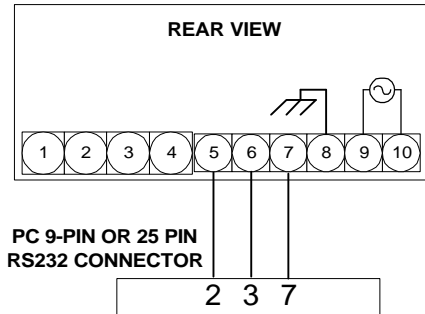 REAR VIEW
1 2 3 4 5 6 7 8 9 10
PC 9-PIN OR 25 PIN
RS232 CONNECTOR
2 3 7